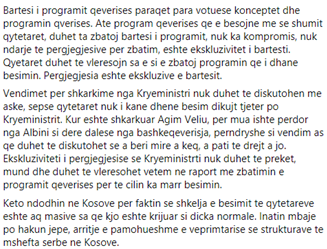 Bartesi i programit qeverises paraqet para votuese konceptet dhe
programin qverises. Ate program qeverises qe e besojne me se shumit
qytetaret, duhet ta zbatoj bartesi i programit, nuk ka kompromis, nuk
ndarje te pergjegjesive per zbatim, eshte ekskluzivitet i bartesti.
Qyetaret duhet te vleresojn sa e si e zbatoj programin qe i dhane
besimin. Pergjegjesia eshte ekskluzive e bartesit.
Vendimet per shkarkime nga Kryeministri nuk duhet te diskutohen me
aske, sepse qytetaret nuk i kane dhene besim dikujt tjeter po
Kryeministrit. Kur eshte shkarkuar Agim Veliu, per mua ishte perdor
nga Albini si dere dalese nga bashkeqeverisja, perndryshe si vendim as
qe duhet te diskutohet se a beri mire a keq, a pati te drejt a jo.
Ekskluziviteti i pergjegjesise se Kryeministrit nuk duhet te preket,
mund dhe duhet te vleresohet vetem ne raport me zbatimin e
programit qeverises per te cilin ka marr besimin.
Keto ndodhin ne Kosove per faktin se shkelja e besimit te qytetareve
eshte aq masive sa qe kjo eshte krijuar si dicka normale. Inatin mbaje
po hakun jepe, arritje e pamohueshme e veprimtarise se strukturave te
mshefta serbe ne Kosove.